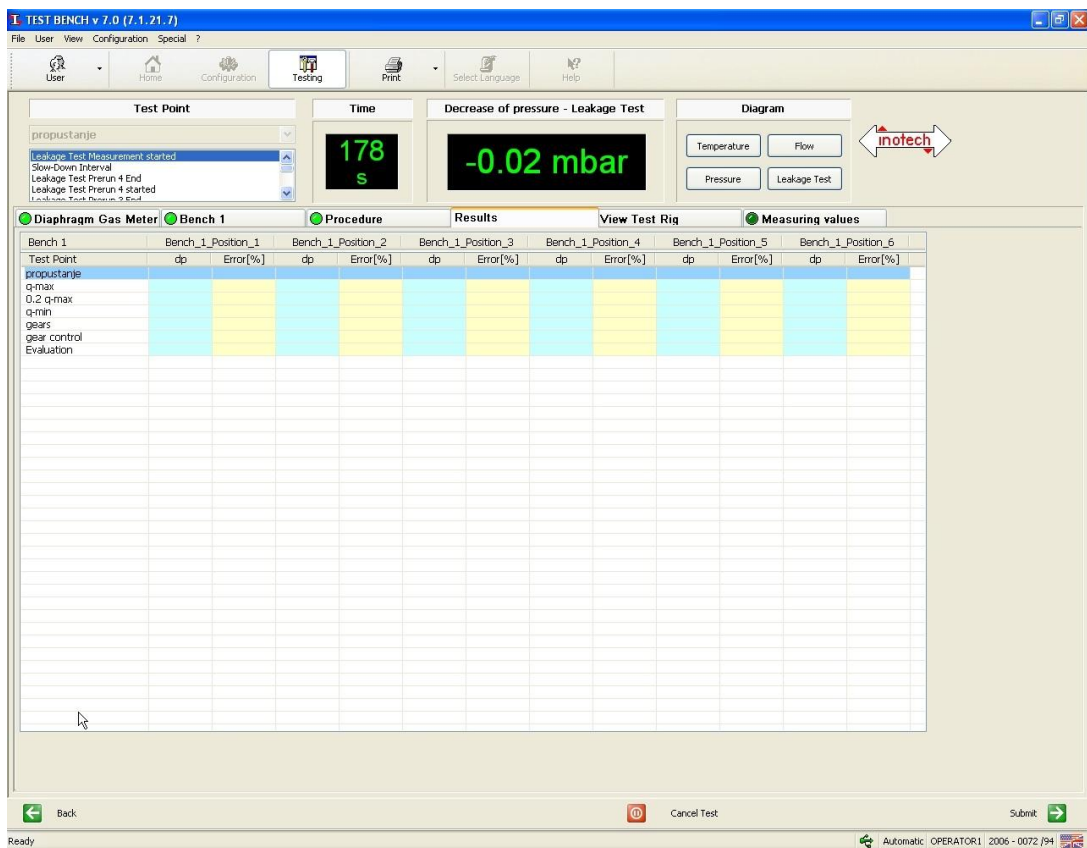 TEST BENCH v 7.0 (7.1.21.7)
File User View Configuration Special ?
User Home Configuration Testing Print Select Language Help
Test Point Time Decrease of pressure - Leakage Test Diagram
propustanje
Leakage Test Measurement started
Slow-Down Interval
Leakage Test Prerun 4 End
Leakage Test Prerun 4 started
Leakage Test Prerun 3 End
178
s
-0.02 mbar
Temperature Flow
Pressure Leakage Test
inotech
Diaphragm Gas Meter Bench 1 Procedure Results View Test Rig Measuring values
Bench 1 Bench_1_Position_1 Bench_1_Position_2 Bench_1_Position_3 Bench_1_Position_4 Bench_1_Position_5 Bench_1_Position_6
Test Point dp Error[%] dp Error[%] dp Error[%] dp Error[%] dp Error[%] dp Error[%]
propustanje
q-max
0.2 q-max
q-min
gears
gear control
Evaluation
Back Cancel Test Submit
Ready Automatic OPERATOR1 2006 - 0072 /94